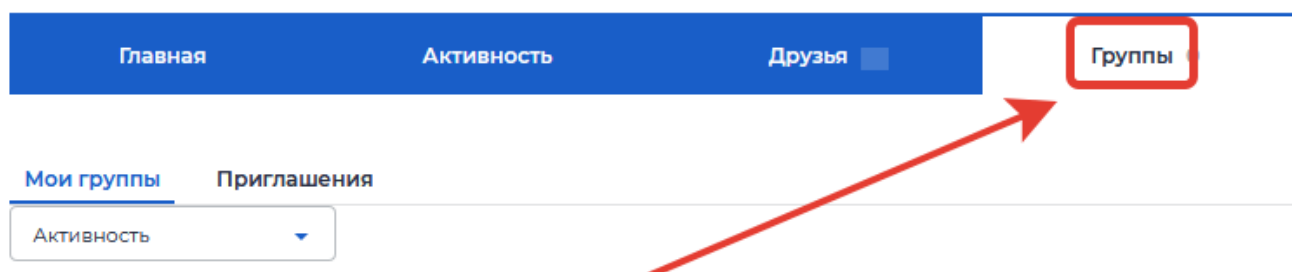 Главная Активность Друзья Группы
Мои группы Приглашения
Активность